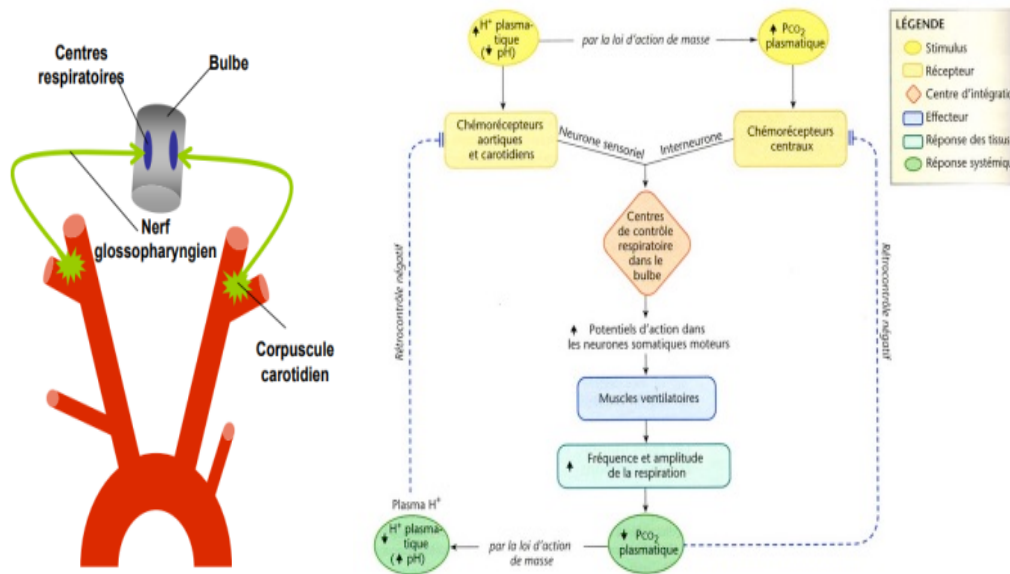 Centres
respiratoires
Bulbe
Nerf
glossopharyngien
Corpuscule
carotidien
↑ H⁺ plasma-
tique
(↓ pH)
par la loi d'action de masse
↑ PCO₂
plasmatique
Chémorécepteurs
aortiques
et carotidiens
Neurone sensoriel
Interneurone
Chémorécepteurs
centraux
Centres
de contrôle
respiratoire
dans le
bulbe
↑ Potentiels d'action dans
les neurones somatiques moteurs
Muscles ventilatoires
↑ Fréquence et amplitude
de la respiration
↓ PCO₂
plasmatique
par la loi d'action
de masse
Plasma H⁺
↓ H⁺ plasma-
tique
(↑ pH)
Rétrocontrôle négatif
Rétrocontrôle négatif
LÉGENDE
Stimulus
Récepteur
Centre d'intégratio
Effecteur
Réponse des tissus
Réponse systémiqu